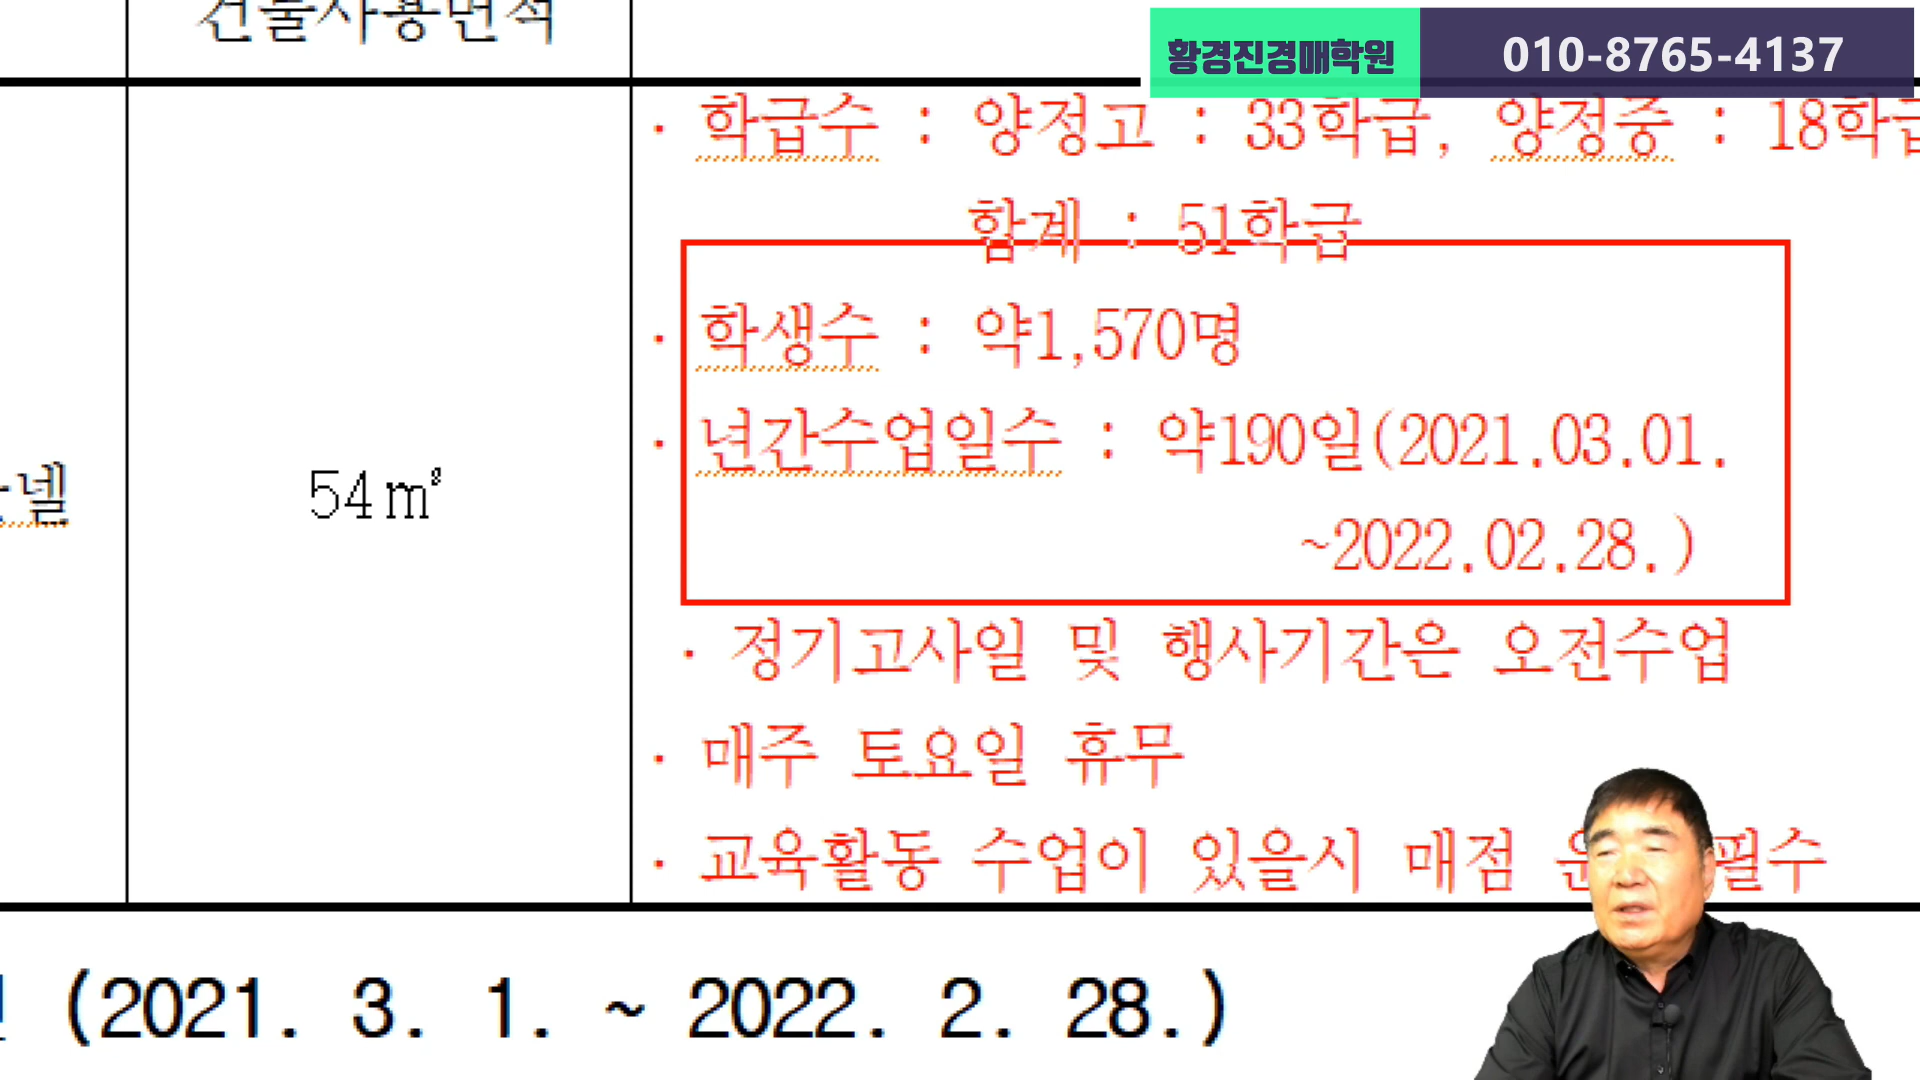 건물사용면적
황경진경매학원
010-8765-4137
· 학급수 : 양정고 : 33학급, 양정중 : 18학급
합계 : 51학급
· 학생수 : 약1,570명
· 년간수업일수 : 약190일(2021.03.01.
~2022.02.28.)
넬
54㎡
· 정기고사일 및 행사기간은 오전수업
· 매주 토요일 휴무
· 교육활동 수업이 있을시 매점 필수
(2021. 3. 1. ~ 2022. 2. 28.)